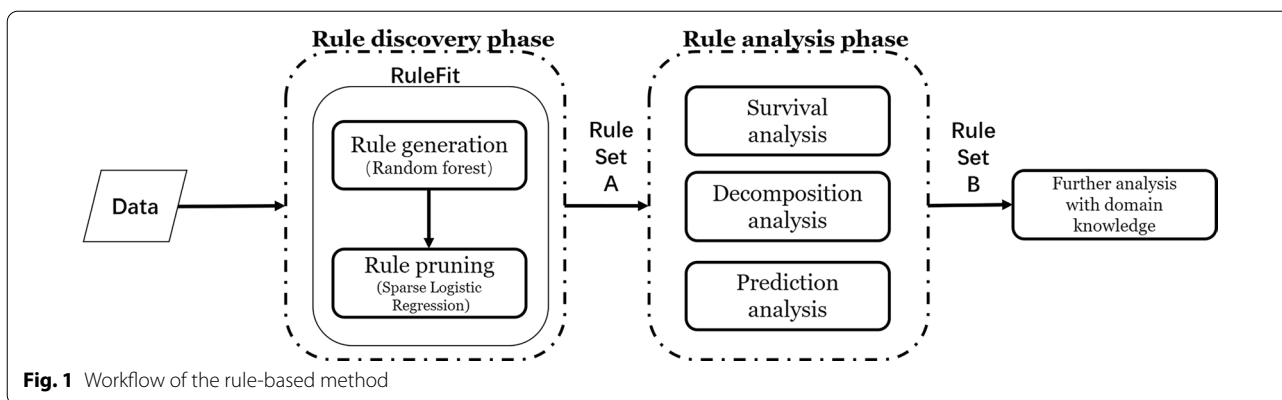 Rule discovery phase
RuleFit
Rule generation
(Random forest)
Rule pruning
(Sparse Logistic
Regression)
Data
Rule
Set
A
Rule analysis phase
Survival
analysis
Decomposition
analysis
Prediction
analysis
Rule
Set
B
Further analysis
with domain
knowledge
Fig. 1 Workflow of the rule-based method